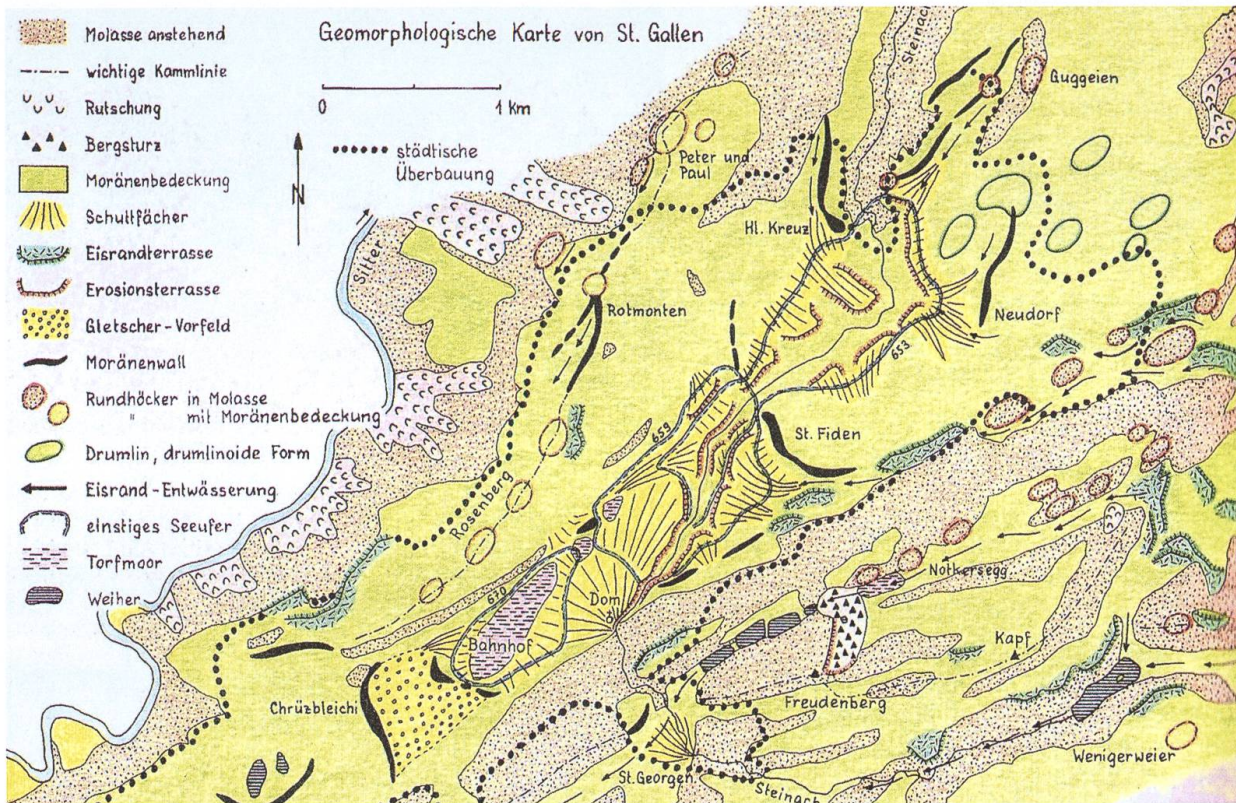 Geomorphologische Karte von St. Gallen
0
1 Km
N
städtische
Überbauung
Molasse anstehend
wichtige Kammlinie
Rutschung
Bergsturz
Moränenbedeckung
Schuttfächer
Eisrandterrasse
Erosionsterrasse
Gletscher-Vorfeld
Moränenwall
Rundhöcker in Molasse
" mit Moränenbedeckung
Drumlin, drumlinoide Form
Eisrand-Entwässerung
einstiges Seeufer
Torfmoor
Weiher
Steinach
Guggeien
Peter und
Paul
Hl. Kreuz
Sitter
Rotmonten
Neudorf
653
St. Fiden
659
Rosenberg
Notkersegg
670
Dom
Bahnhof
Kapf
Chrüzbleichi
Freudenberg
Wenigerweier
St. Georgen
Steinach